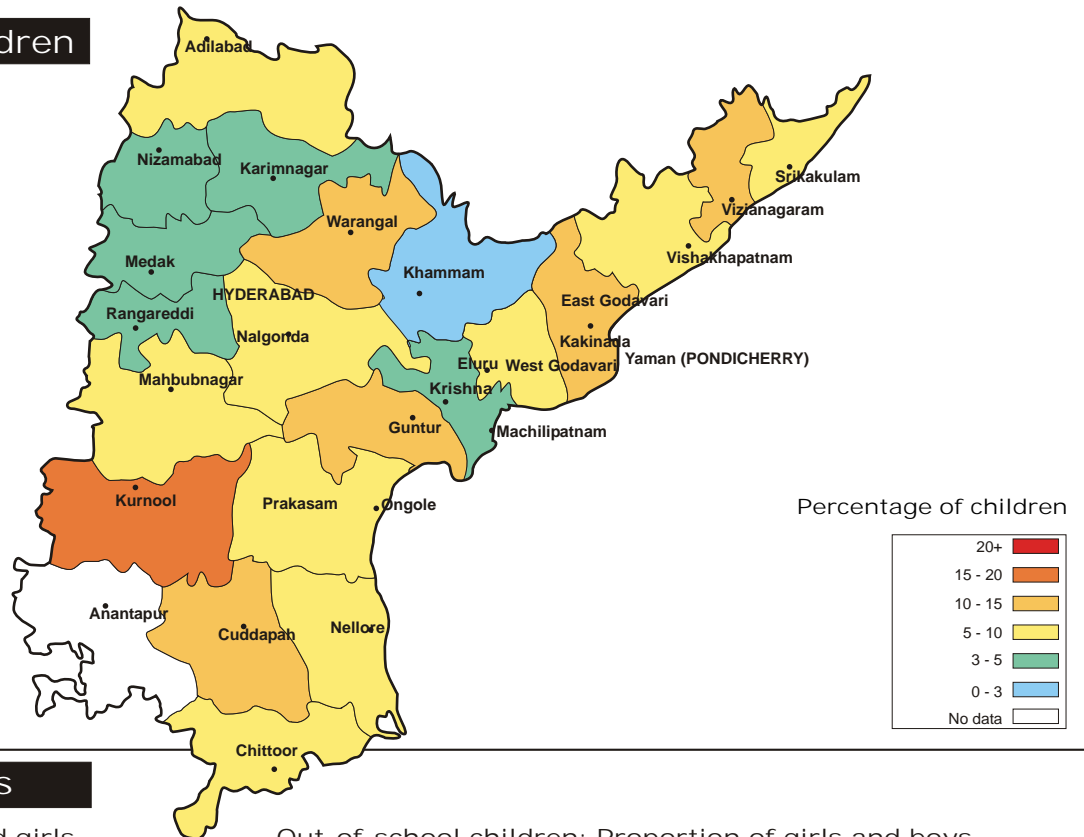 dren
Adilabad
Nizamabad
Karimnagar
Srikakulam
Vizianagaram
Warangal
Vishakhapatnam
Medak
Khammam
HYDERABAD
East Godavari
Rangareddi
Nalgonda
Kakinada
Yaman (PONDICHERRY)
Eluru
West Godavari
Mahbubnagar
Krishna
Guntur
Machilipatnam
Kurnool
Prakasam
Ongole
Percentage of children
20+
15 - 20
10 - 15
5 - 10
3 - 5
0 - 3
No data
Anantapur
Cuddapah
Nellore
Chittoor
s
d girls
Out-of-school children: Proportion of girls and boys